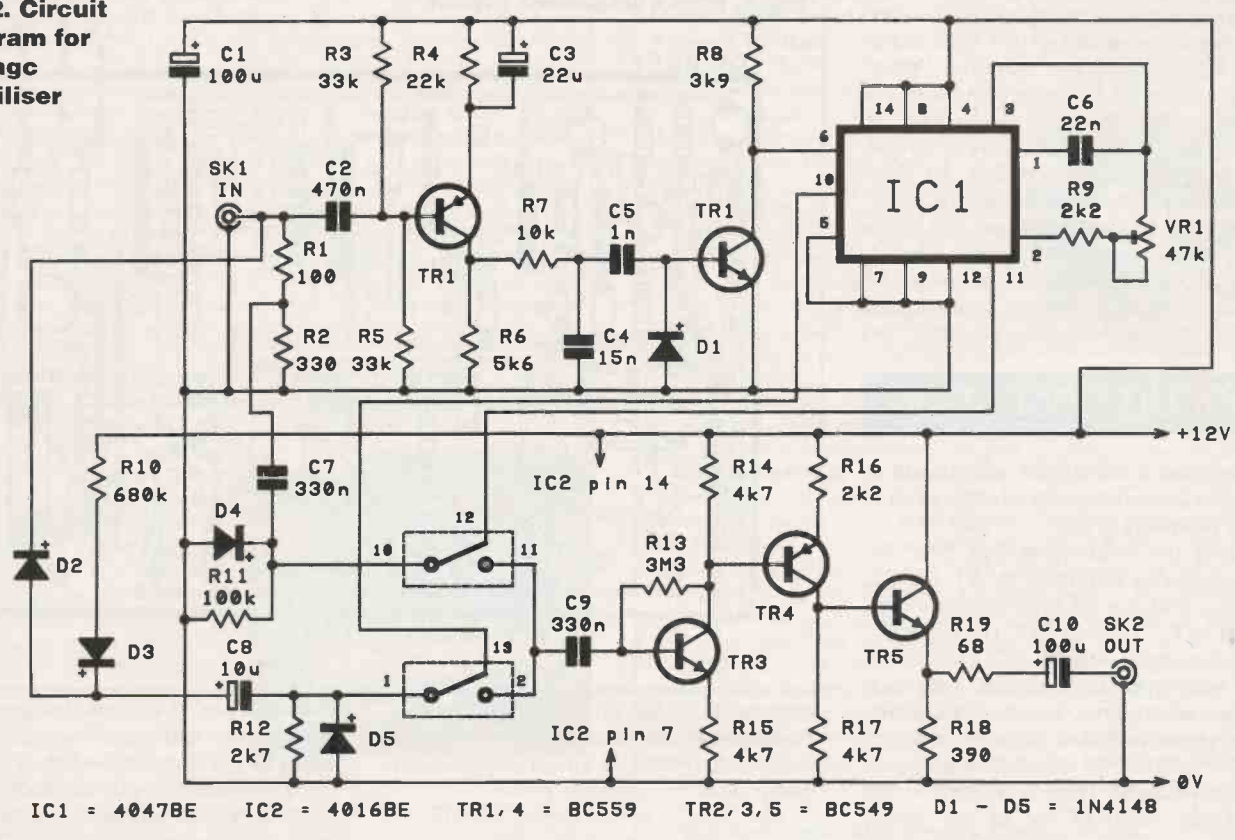 2. Circuit
ram for
agc
iliser
C1
100u
R3
33k
R4
22k
C3
22u
R8
3k9
14
8
4
3
6
10
5
IC1
1
2
7
9
12
11
C6
22n
R9
2k2
VR1
47k
SK1
IN
C2
470n
R1
100
R2
330
TR1
R7
10k
C5
1n
TR1
R5
33k
R6
5k6
C4
15n
D1
+12V
R10
680k
C7
330n
IC2 pin 14
R14
4k7
R16
2k2
D4
10
12
11
R13
3M3
D2
R11
100k
C9
330n
TR4
D3
C8
10u
1
13
2
TR3
TR5
R19
68
C10
100u
SK2
OUT
R12
2k7
D5
IC2 pin 7
R15
4k7
R17
4k7
R18
390
0V
IC1 = 4047BE IC2 = 4016BE TR1,4 = BC559 TR2,3,5 = BC549 D1 - D5 = 1N4148